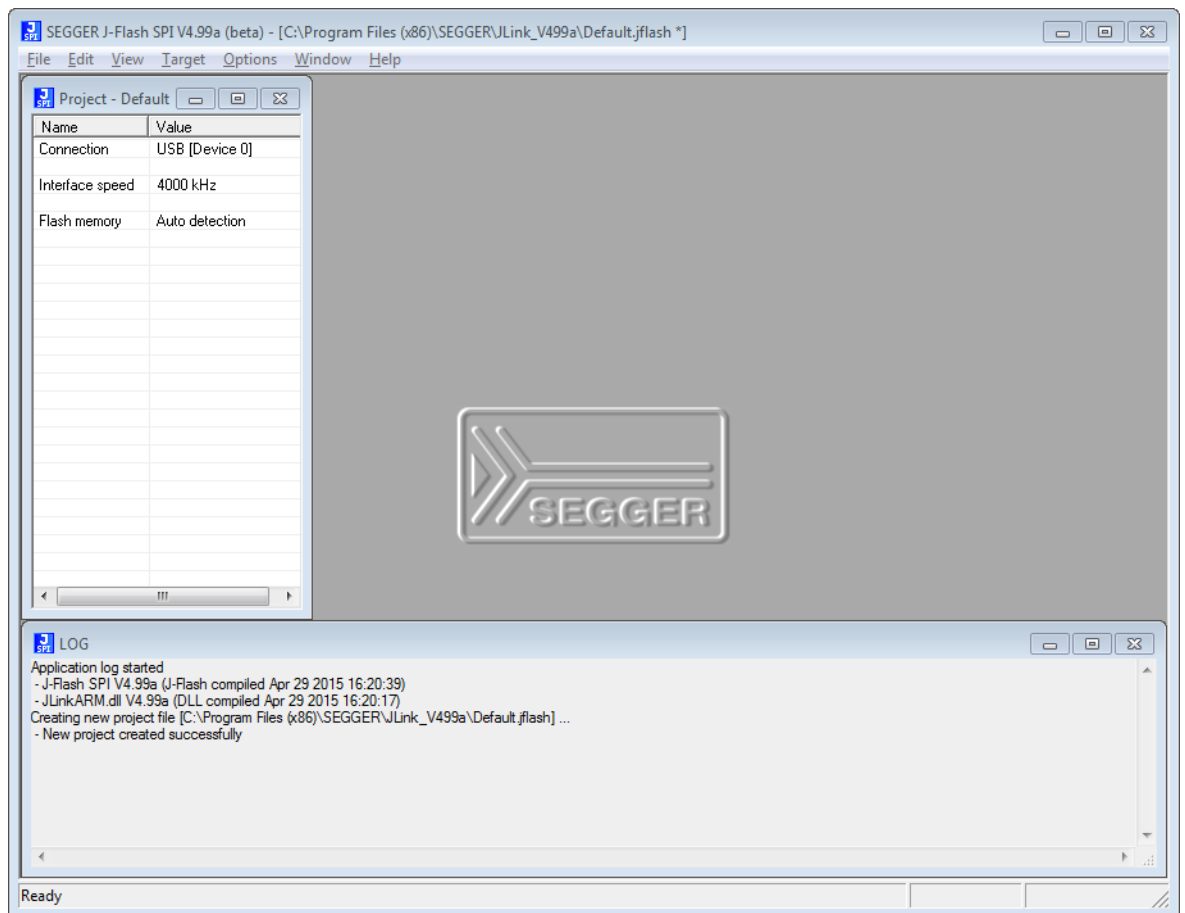 J
SPI
SEGGER J-Flash SPI V4.99a (beta) - [C:\Program Files (x86)\SEGGER\JLink_V499a\Default.jflash *]
File Edit View Target Options Window Help
J
SPI
Project - Default
Name Value
Connection USB [Device 0]
Interface speed 4000 kHz
Flash memory Auto detection
SEGGER
J
SPI
LOG
Application log started
- J-Flash SPI V4.99a (J-Flash compiled Apr 29 2015 16:20:39)
- JLinkARM.dll V4.99a (DLL compiled Apr 29 2015 16:20:17)
Creating new project file [C:\Program Files (x86)\SEGGER\JLink_V499a\Default.jflash] ...
- New project created successfully
Ready